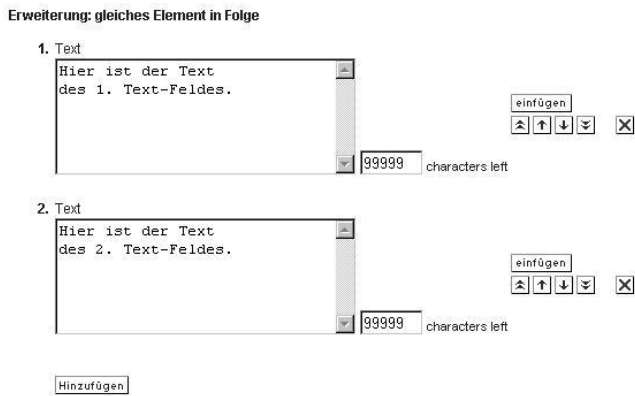 Erweiterung: gleiches Element in Folge
1. Text
Hier ist der Text
des 1. Text-Feldes.
einfügen
99999 characters left
2. Text
Hier ist der Text
des 2. Text-Feldes.
einfügen
99999 characters left
Hinzufügen